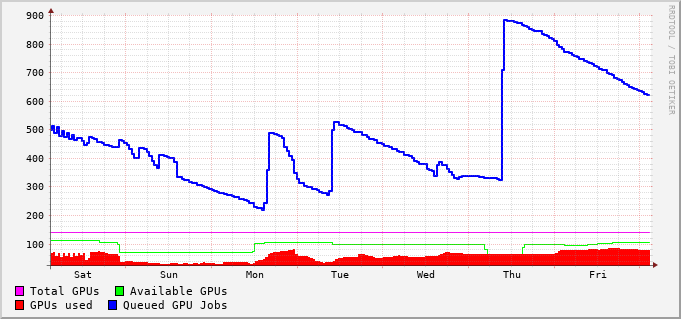 900
800
700
600
500
400
300
200
100
Sat Sun Mon Tue Wed Thu Fri
Total GPUs Available GPUs
GPUs used Queued GPU Jobs
RRDTOOL / TOBI OETIKER